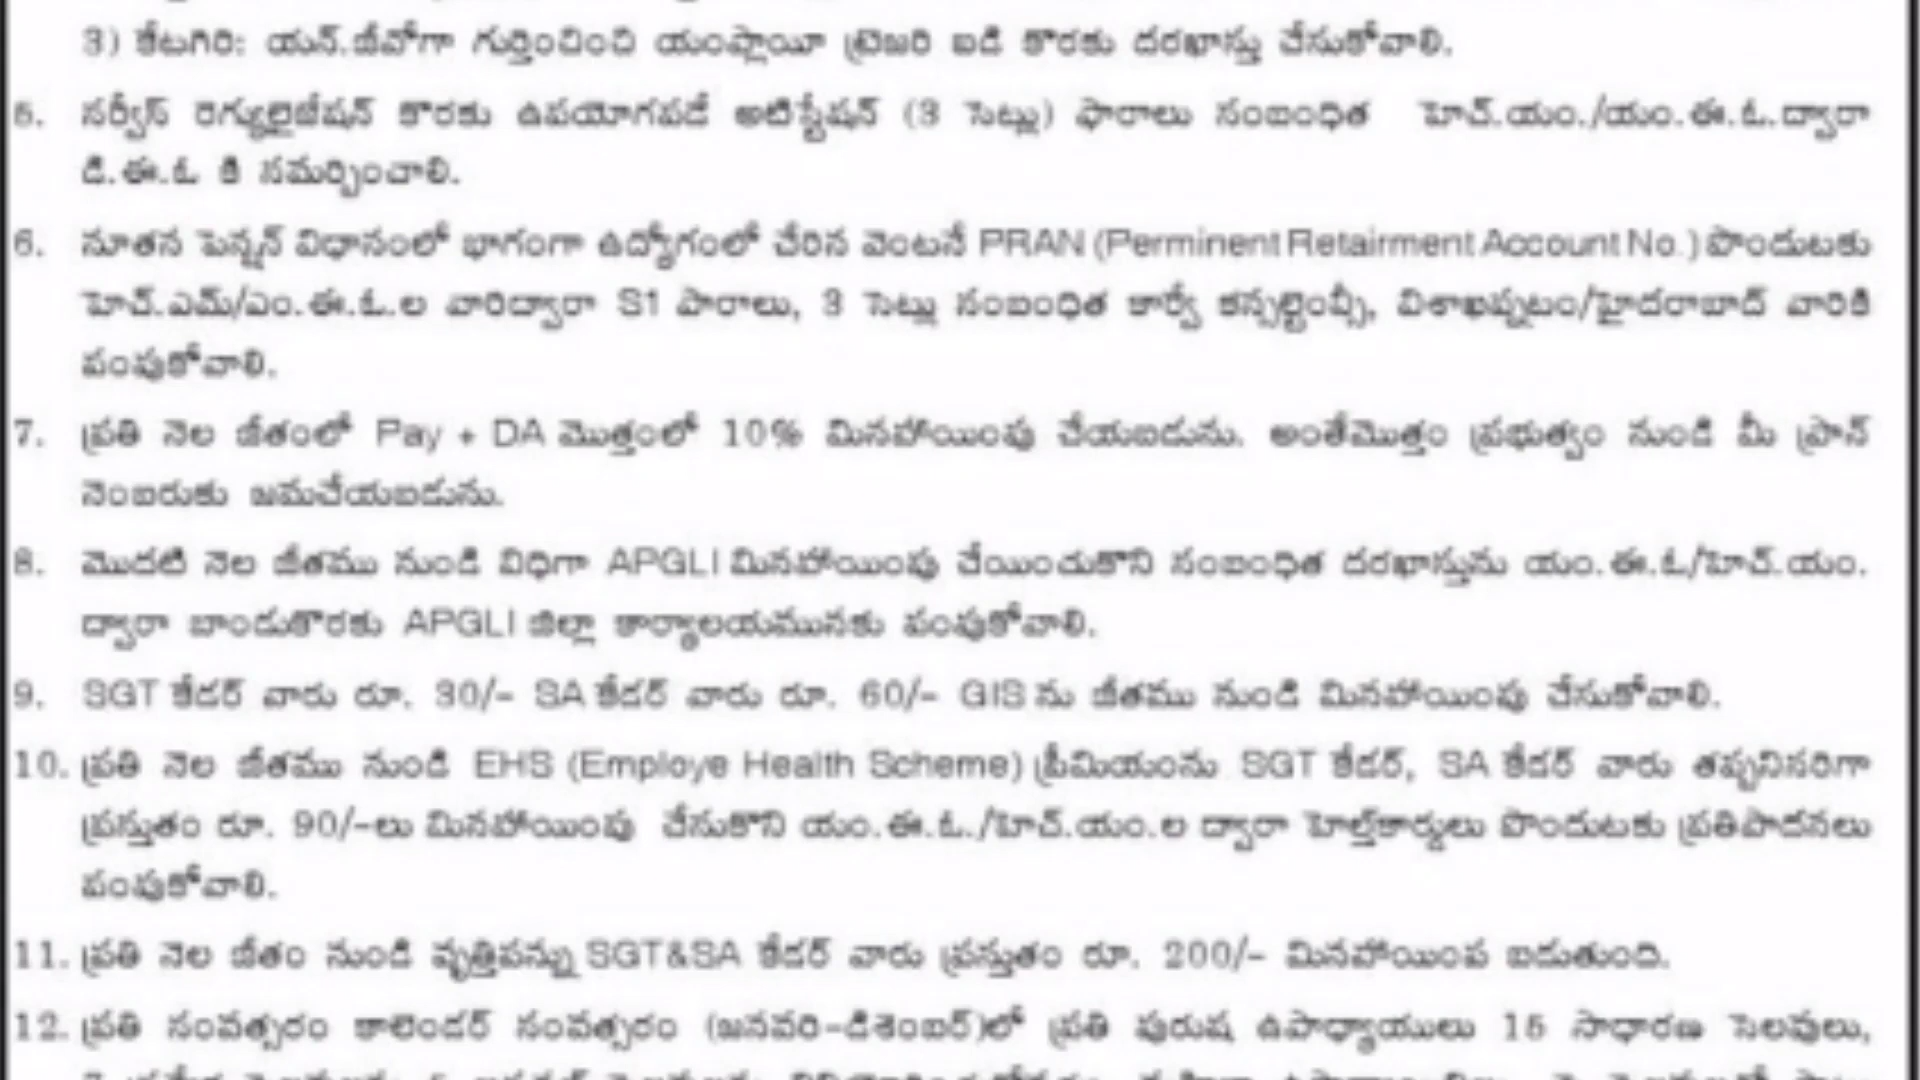 3) కేటగిరి: యన్.జీవోగా గుర్తించించి యంప్లాయీ ట్రెజరి ఐడి కొరకు దరఖాస్తు చేసుకోవాలి.
5. సర్వీస్ రెగ్యులైజేషన్ కొరకు ఉపయోగపడే అటిస్టేషన్ (3 సెట్లు) ఫారాలు సంబంధిత హెచ్.యం./యం.ఈ.ఓ.ద్వారా
డి.ఈ.ఓ కి సమర్పించాలి.
6. నూతన పెన్షన్ విధానంలో భాగంగా ఉద్యోగంలో చేరిన వెంటనే PRAN (Perminent Retairment Account No.) పొందుటకు
హెచ్.ఎమ్/ఎం.ఈ.ఓ.ల వారిద్వారా S1 ఫారాలు, 3 సెట్లు సంబంధిత కార్వే కన్సల్టెంన్సీ, విశాఖప్నటం/హైదరాబాద్ వారికి
పంపుకోవాలి.
7. ప్రతి నెల జీతంలో Pay + DA మొత్తంలో 10% మినహాయింపు చేయబడును. అంతేమొత్తం ప్రభుత్వం నుండి మీ ప్రాన్
నెంబరుకు జమచేయబడును.
8. మొదటి నెల జీతము నుండి విధిగా APGLI మినహాయింపు చేయించుకొని సంబంధిత దరఖాస్తును యం.ఈ.ఓ/హెచ్.యం.
ద్వారా బాండుకొరకు APGLI జిల్లా కార్యాలయమునకు పంపుకోవాలి.
9. SGT కేడర్ వారు రూ. 30/- SA కేడర్ వారు రూ. 60/- GIS ను జీతము నుండి మినహాయింపు చేసుకోవాలి.
10. ప్రతి నెల జీతము నుండి EHS (Employe Health Scheme) ప్రీమియంను SGT కేడర్, SA కేడర్ వారు తప్పనిసరిగా
ప్రస్తుతం రూ. 90/-లు మినహాయింపు చేసుకొని యం.ఈ.ఓ./హెచ్.యం.ల ద్వారా హెల్త్‌కార్డులు పొందుటకు ప్రతిపాదనలు
పంపుకోవాలి.
11. ప్రతి నెల జీతం నుండి వృత్తిపన్ను SGT&SA కేడర్ వారు ప్రస్తుతం రూ. 200/- మినహాయింప బడుతుంది.
12. ప్రతి సంవత్సరం కాలెండర్ సంవత్సరం (జనవరి-డిశెంబర్)లో ప్రతి పురుష ఉపాధ్యాయులు 15 సాధారణ సెలవులు,